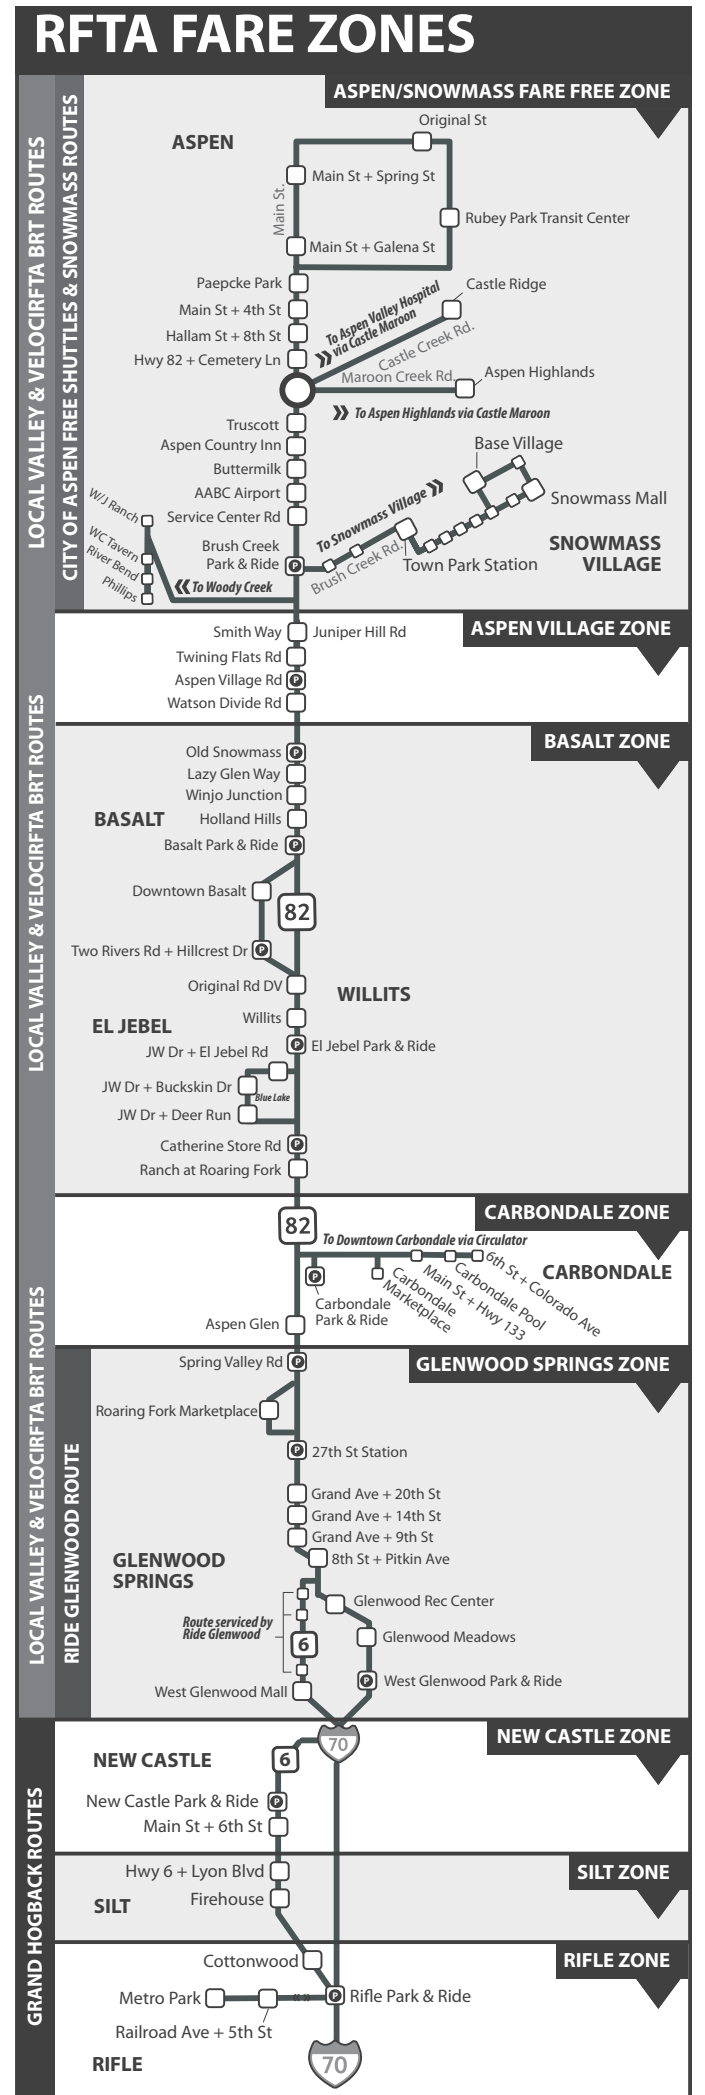 RFTA FARE ZONES
ASPEN/SNOWMASS FARE FREE ZONE
LOCAL VALLEY & VELOCIRFTA BRT ROUTES
CITY OF ASPEN FREE SHUTTLES & SNOWMASS ROUTES
ASPEN
Original St
Main St.
Main St + Spring St
Rubey Park Transit Center
Main St + Galena St
Paepcke Park
Main St + 4th St
Hallam St + 8th St
Hwy 82 + Cemetery Ln
To Aspen Valley Hospital
via Castle Maroon
Castle Ridge
Castle Creek Rd.
Maroon Creek Rd.
Aspen Highlands
To Aspen Highlands via Castle Maroon
Truscott
Aspen Country Inn
Buttermilk
AABC Airport
Service Center Rd
Brush Creek
Park & Ride
P
To Snowmass Village
Brush Creek Rd.
Base Village
Snowmass Mall
Town Park Station
SNOWMASS
VILLAGE
W/J Ranch
WC Tavern
River Bend
Phillips
To Woody Creek
ASPEN VILLAGE ZONE
Smith Way
Juniper Hill Rd
Twining Flats Rd
Aspen Village Rd
P
Watson Divide Rd
BASALT ZONE
LOCAL VALLEY & VELOCIRFTA BRT ROUTES
Old Snowmass
P
Lazy Glen Way
Winjo Junction
BASALT
Holland Hills
Basalt Park & Ride
P
Downtown Basalt
82
Two Rivers Rd + Hillcrest Dr
P
Original Rd DV
WILLITS
Willits
EL JEBEL
P
El Jebel Park & Ride
JW Dr + El Jebel Rd
JW Dr + Buckskin Dr
Blue Lake
JW Dr + Deer Run
Catherine Store Rd
P
Ranch at Roaring Fork
CARBONDALE ZONE
82
To Downtown Carbondale via Circulator
CARBONDALE
P
Carbondale
Park & Ride
Carbondale
Marketplace
Main St + Hwy 133
Carbondale Pool
6th St + Colorado Ave
Aspen Glen
GLENWOOD SPRINGS ZONE
LOCAL VALLEY & VELOCIRFTA BRT ROUTES
RIDE GLENWOOD ROUTE
Spring Valley Rd
P
Roaring Fork Marketplace
P
27th St Station
Grand Ave + 20th St
Grand Ave + 14th St
Grand Ave + 9th St
8th St + Pitkin Ave
GLENWOOD
SPRINGS
Route serviced by
Ride Glenwood
6
Glenwood Rec Center
Glenwood Meadows
P
West Glenwood Park & Ride
West Glenwood Mall
NEW CASTLE ZONE
GRAND HOGBACK ROUTES
70
6
NEW CASTLE
New Castle Park & Ride
P
Main St + 6th St
SILT ZONE
Hwy 6 + Lyon Blvd
SILT
Firehouse
RIFLE ZONE
Cottonwood
Metro Park
P
Rifle Park & Ride
Railroad Ave + 5th St
RIFLE
70